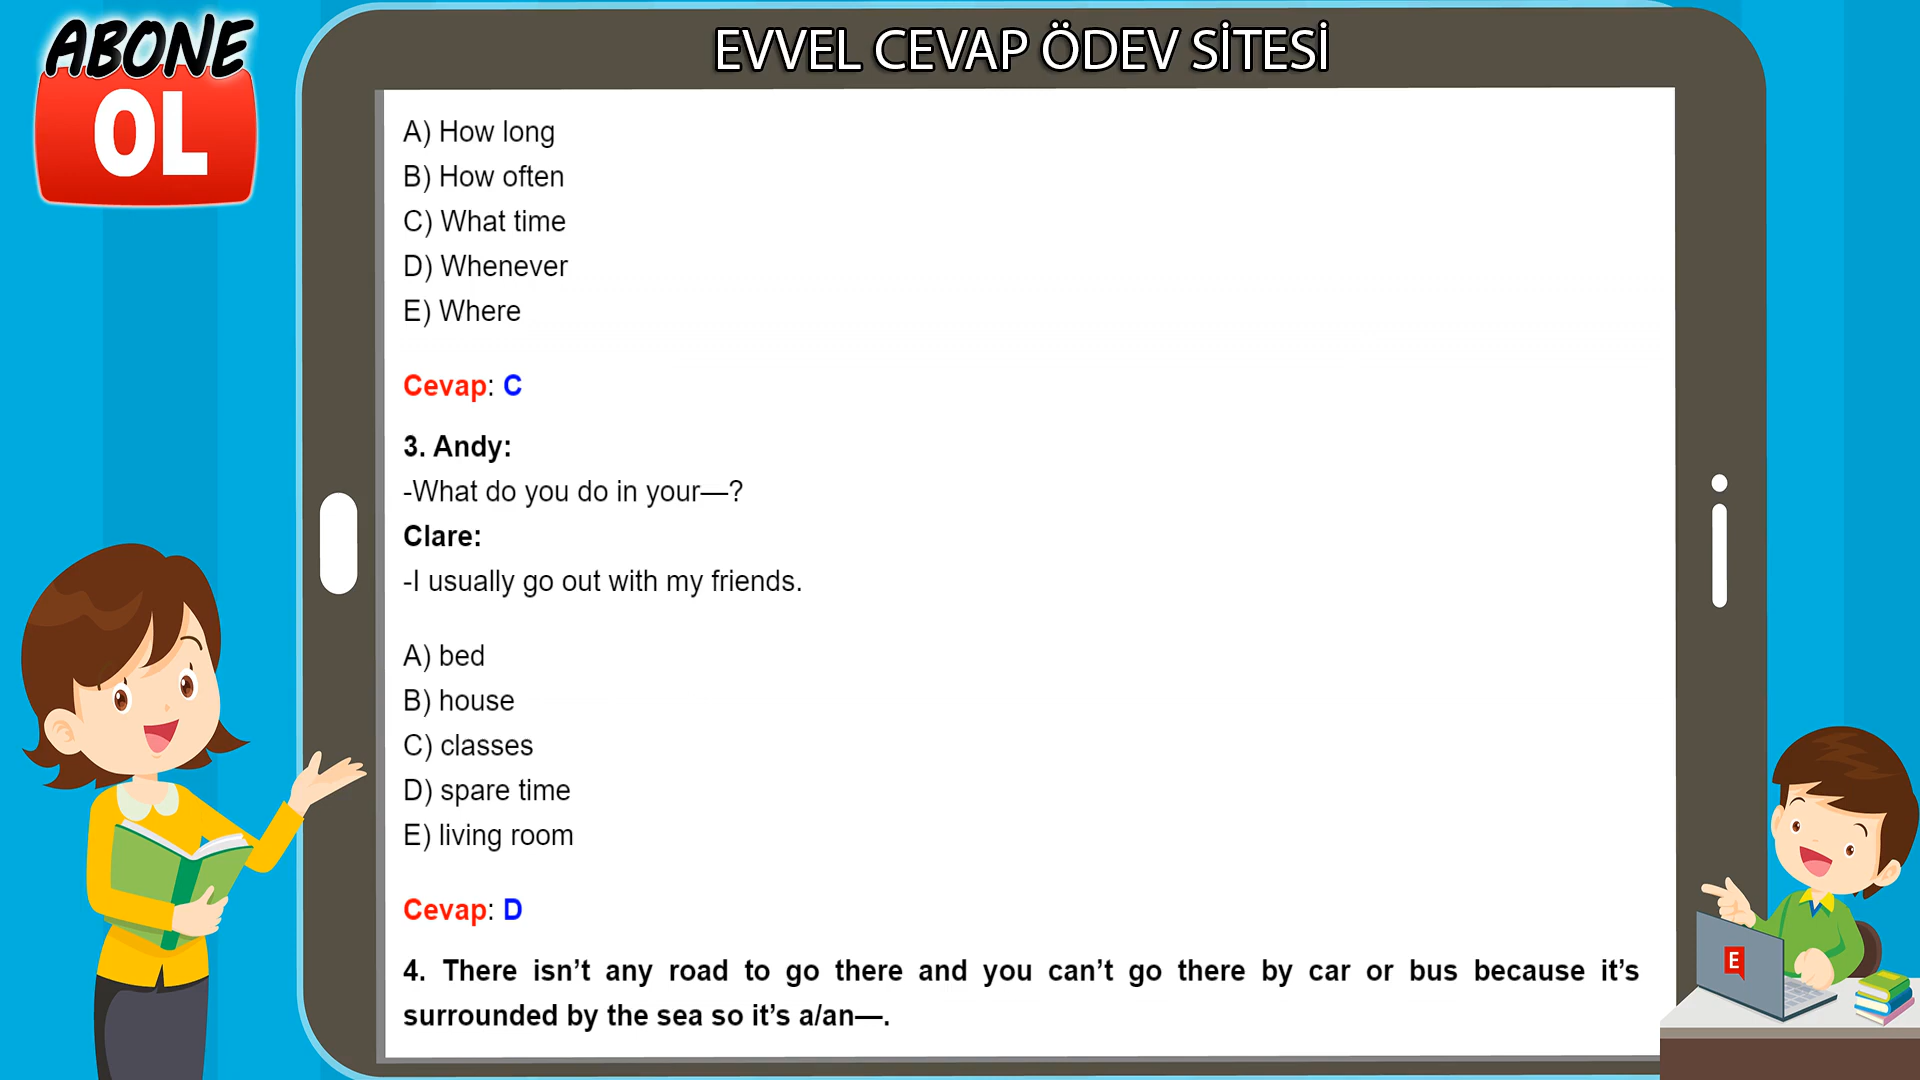 ABONE
OL
EVVEL CEVAP ÖDEV SİTESİ
A) How long
B) How often
C) What time
D) Whenever
E) Where
Cevap: C
3. Andy:
-What do you do in your—?
Clare:
-I usually go out with my friends.
A) bed
B) house
C) classes
D) spare time
E) living room
Cevap: D
4. There isn’t any road to go there and you can’t go there by car or bus because it’s
surrounded by the sea so it’s a/an—.
E